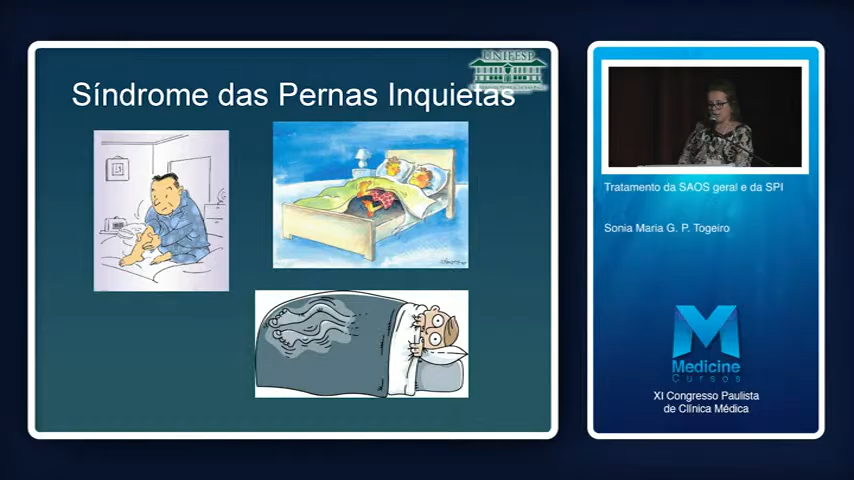 UNIFESP
Síndrome das Pernas Inquietas
Tratamento da SAOS geral e da SPI
Sonia Maria G. P. Togeiro
Medicine
Cursos
XI Congresso Paulista
de Clínica Médica